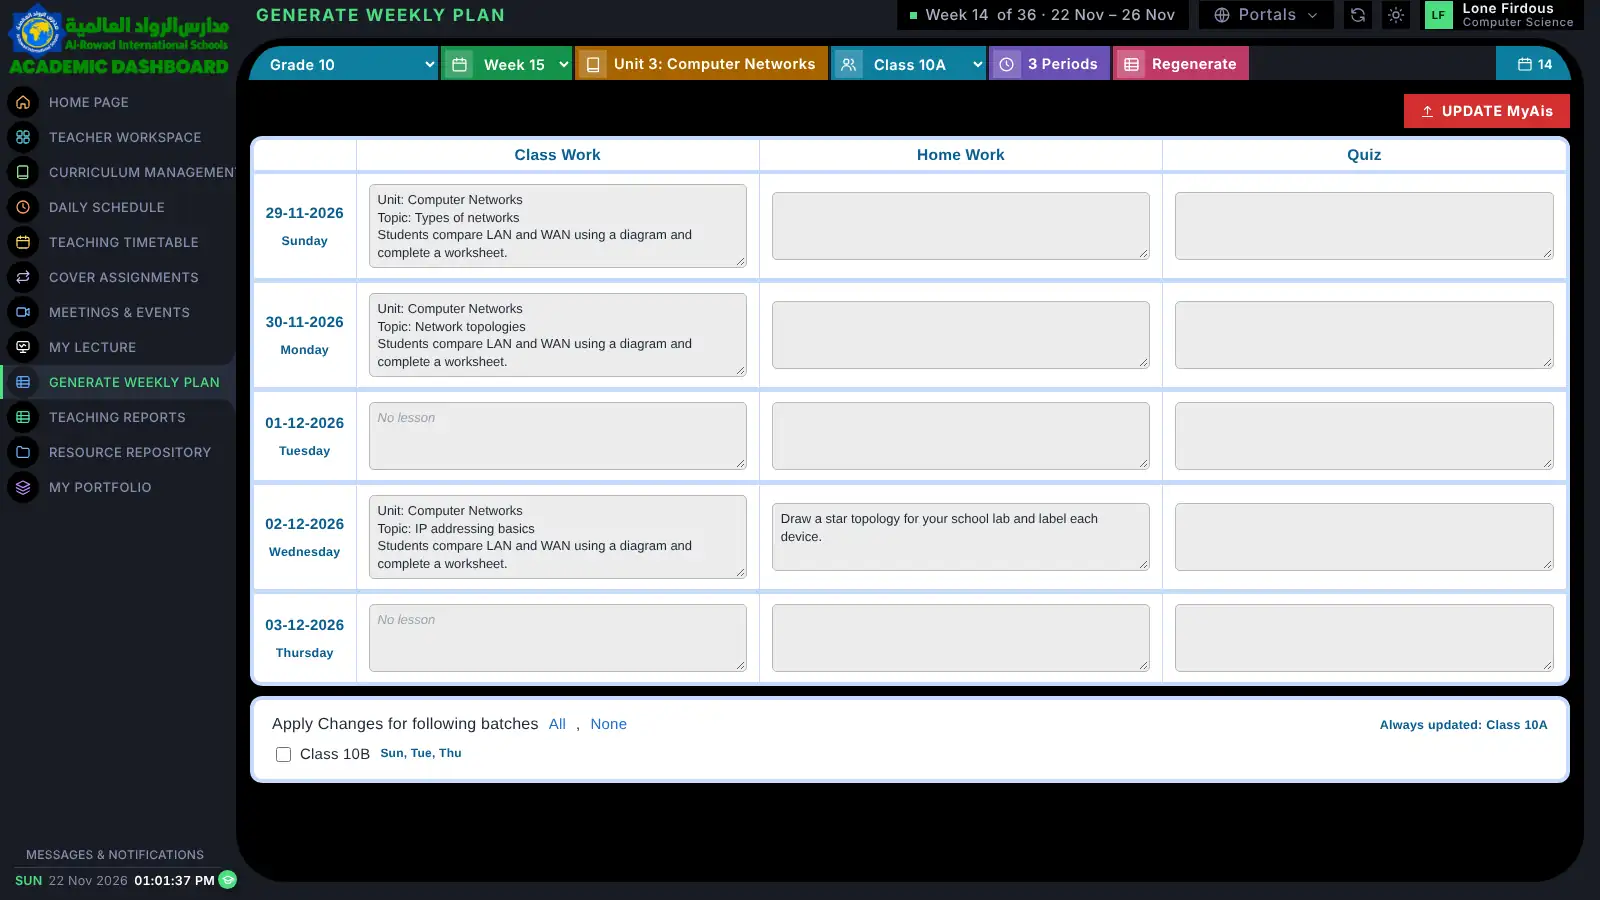 مدارس الرواد العالمية
Al-Rowad International Schools
ACADEMIC DASHBOARD
GENERATE WEEKLY PLAN
Week 14 of 36 · 22 Nov – 26 Nov
Portals
LF
Lone Firdous
Computer Science
HOME PAGE
TEACHER WORKSPACE
CURRICULUM MANAGEMEN
DAILY SCHEDULE
TEACHING TIMETABLE
COVER ASSIGNMENTS
MEETINGS & EVENTS
MY LECTURE
GENERATE WEEKLY PLAN
TEACHING REPORTS
RESOURCE REPOSITORY
MY PORTFOLIO
MESSAGES & NOTIFICATIONS
SUN 22 Nov 2026 01:01:37 PM
Grade 10
Week 15
Unit 3: Computer Networks
Class 10A
3 Periods
Regenerate
14
UPDATE MyAis
Class Work
Home Work
Quiz
29-11-2026
Sunday
Unit: Computer Networks
Topic: Types of networks
Students compare LAN and WAN using a diagram and
complete a worksheet.
30-11-2026
Monday
Unit: Computer Networks
Topic: Network topologies
Students compare LAN and WAN using a diagram and
complete a worksheet.
01-12-2026
Tuesday
No lesson
02-12-2026
Wednesday
Unit: Computer Networks
Topic: IP addressing basics
Students compare LAN and WAN using a diagram and
complete a worksheet.
Draw a star topology for your school lab and label each
device.
03-12-2026
Thursday
No lesson
Apply Changes for following batches All , None
Always updated: Class 10A
Class 10B Sun, Tue, Thu